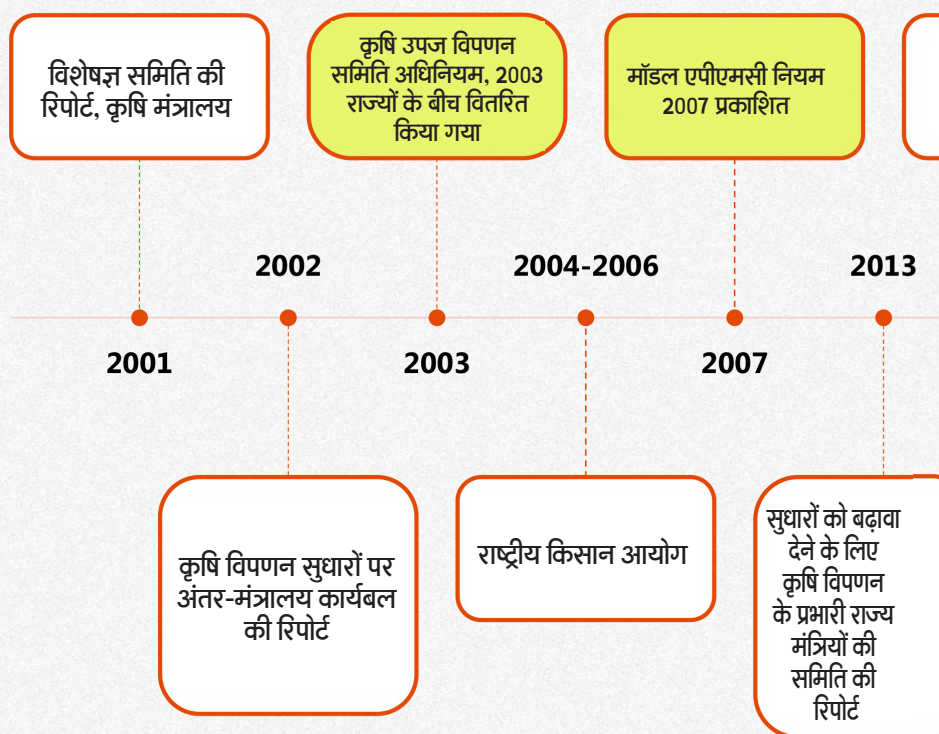 विशेषज्ञ समिति की
रिपोर्ट, कृषि मंत्रालय
कृषि उपज विपणन
समिति अधिनियम, 2003
राज्यों के बीच वितरित
किया गया
मॉडल एपीएमसी नियम
2007 प्रकाशित
2002
2004-2006
2013
2001
2003
2007
कृषि विपणन सुधारों पर
अंतर-मंत्रालय कार्यबल
की रिपोर्ट
राष्ट्रीय किसान आयोग
सुधारों को बढ़ावा
देने के लिए
कृषि विपणन
के प्रभारी राज्य
मंत्रियों की
समिति की
रिपोर्ट